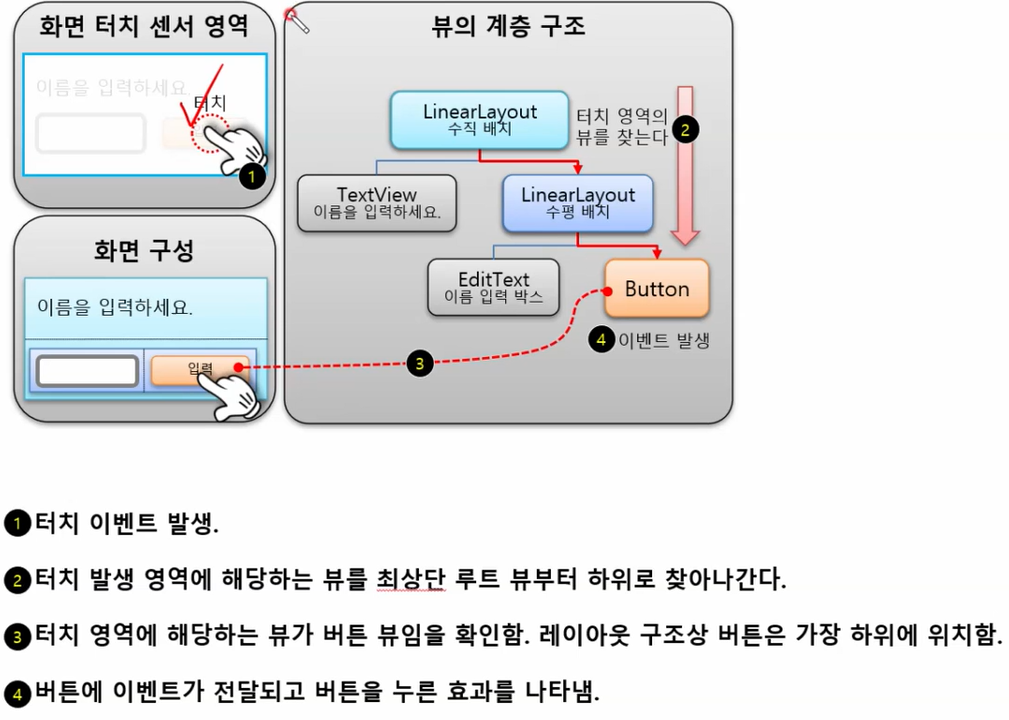 화면 터치 센서 영역
이름을 입력하세요.
터치
1
화면 구성
이름을 입력하세요.
입력
뷰의 계층 구조
LinearLayout
수직 배치
터치 영역의
뷰를 찾는다
2
TextView
이름을 입력하세요.
LinearLayout
수평 배치
EditText
이름 입력 박스
Button
4 이벤트 발생
3
1 터치 이벤트 발생.
2 터치 발생 영역에 해당하는 뷰를 최상단 루트 뷰부터 하위로 찾아나간다.
3 터치 영역에 해당하는 뷰가 버튼 뷰임을 확인함. 레이아웃 구조상 버튼은 가장 하위에 위치함.
4 버튼에 이벤트가 전달되고 버튼을 누른 효과를 나타냄.